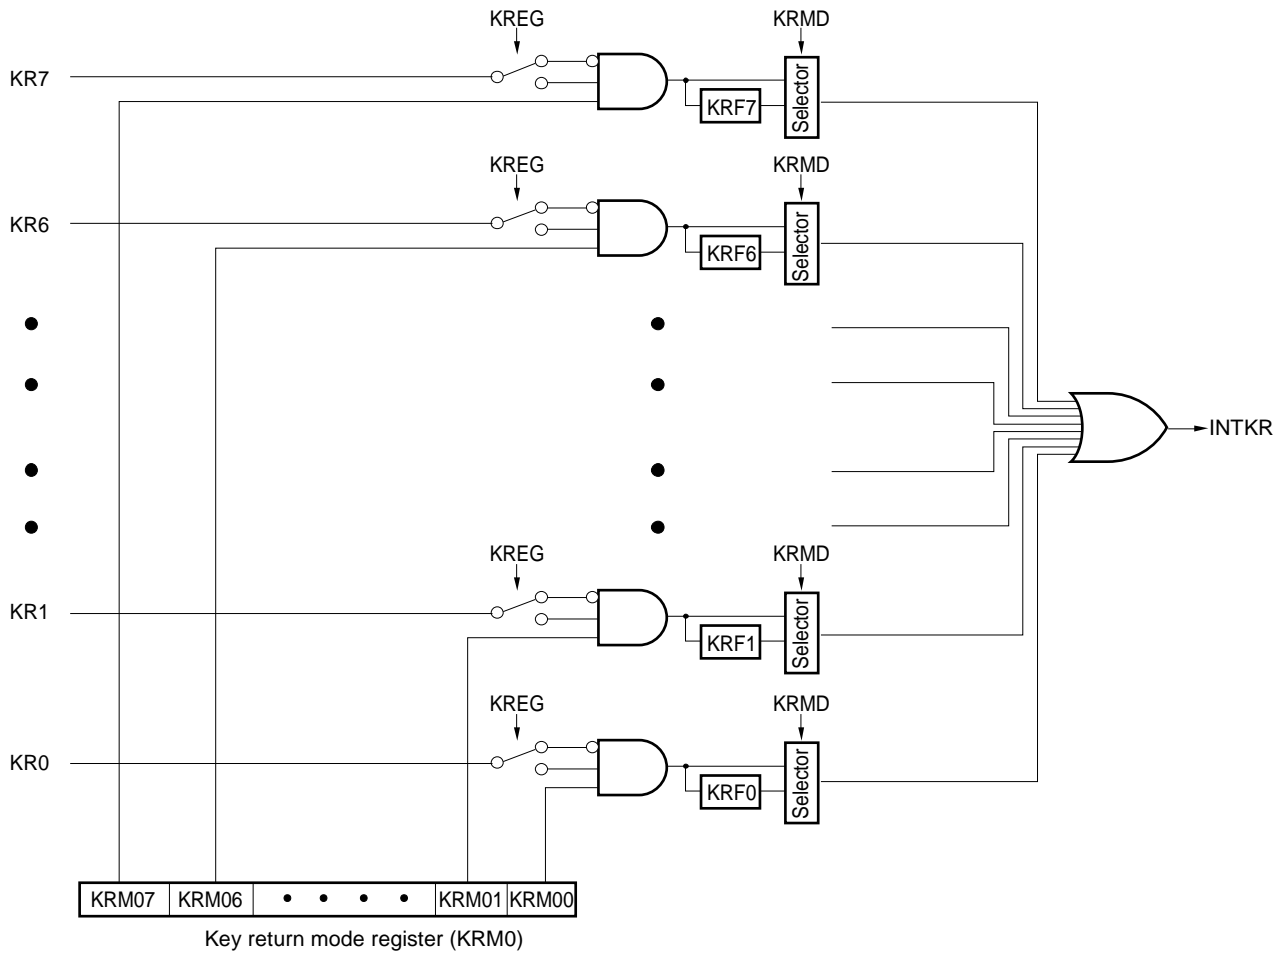 KREG KRMD
KR7
KRF7
Selector
KREG KRMD
KR6
KRF6
Selector
INTKR
KREG KRMD
KR1
KRF1
Selector
KREG KRMD
KR0
KRF0
Selector
KRM07 KRM06 KRM01 KRM00
Key return mode register (KRM0)